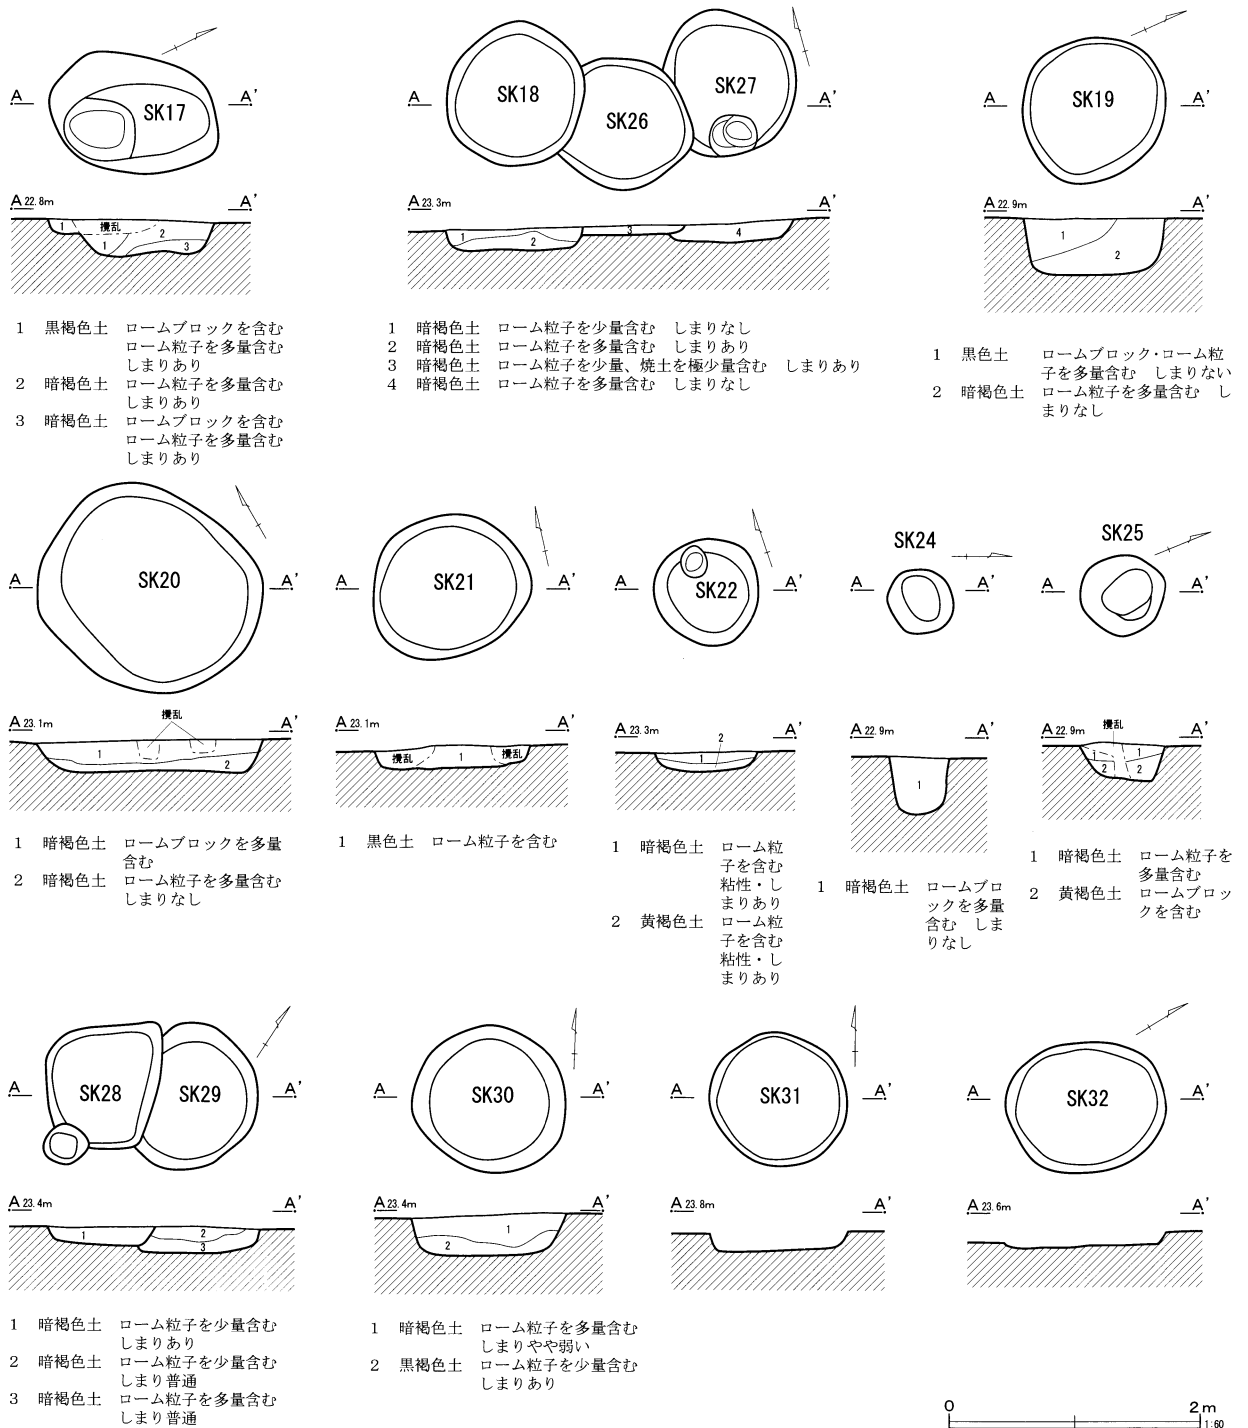 A SK17 A'
A SK18 SK26 SK27 A'
A SK19 A'
A 22.8m A'
1 攪乱 2 1 3
A 23.3m A'
1 2 3 4
A 22.9m A'
1 2
1 黒褐色土 ロームブロックを含む
ローム粒子を多量含む
しまりあり
2 暗褐色土 ローム粒子を多量含む
しまりあり
3 暗褐色土 ロームブロックを含む
ローム粒子を多量含む
しまりあり
1 暗褐色土 ローム粒子を少量含む しまりなし
2 暗褐色土 ローム粒子を多量含む しまりあり
3 暗褐色土 ローム粒子を少量、焼土を極少量含む しまりあり
4 暗褐色土 ローム粒子を多量含む しまりなし
1 黒色土 ロームブロック・ローム粒
子を多量含む しまりない
2 暗褐色土 ローム粒子を多量含む し
まりなし
A SK20 A'
A SK21 A'
A SK22 A'
SK24
A A'
SK25
A A'
A 23.1m 攪乱 A'
1 2
A 23.1m A'
攪乱 1 攪乱
A 23.3m 2 A'
1
A 22.9m A'
1
A 22.9m 攪乱 A'
1 1
2 2
1 暗褐色土 ロームブロックを多量
含む
2 暗褐色土 ローム粒子を多量含む
しまりなし
1 黒色土 ローム粒子を含む
1 暗褐色土 ローム粒
子を含む
粘性・し
まりあり
2 黄褐色土 ローム粒
子を含む
粘性・し
まりあり
1 暗褐色土 ロームブロ
ックを多量
含む しま
りなし
1 暗褐色土 ローム粒子を
多量含む
2 黄褐色土 ロームブロッ
クを含む
A SK28 SK29 A'
A SK30 A'
A SK31 A'
A SK32 A'
A 23.4m A'
1 2 3
A 23.4m A'
1 2
A 23.8m A'
A 23.6m A'
1 暗褐色土 ローム粒子を少量含む
しまりあり
2 暗褐色土 ローム粒子を少量含む
しまり普通
3 暗褐色土 ローム粒子を多量含む
しまり普通
1 暗褐色土 ローム粒子を多量含む
しまりやや弱い
2 黒褐色土 ローム粒子を少量含む
しまりあり
0 2m
1:60